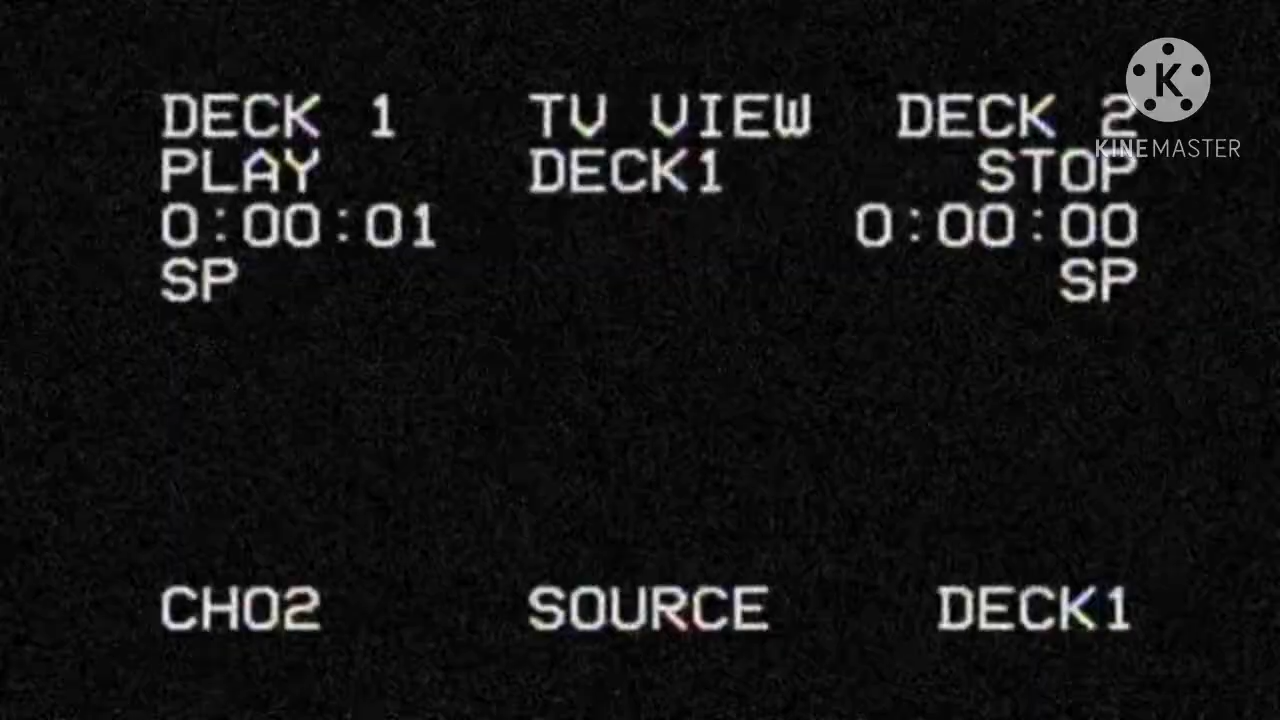 DECK 1 TV VIEW DECK 2
PLAY DECK1 STOP
0:00:01 0:00:00
SP SP
CH02 SOURCE DECK1
K
KINEMASTER